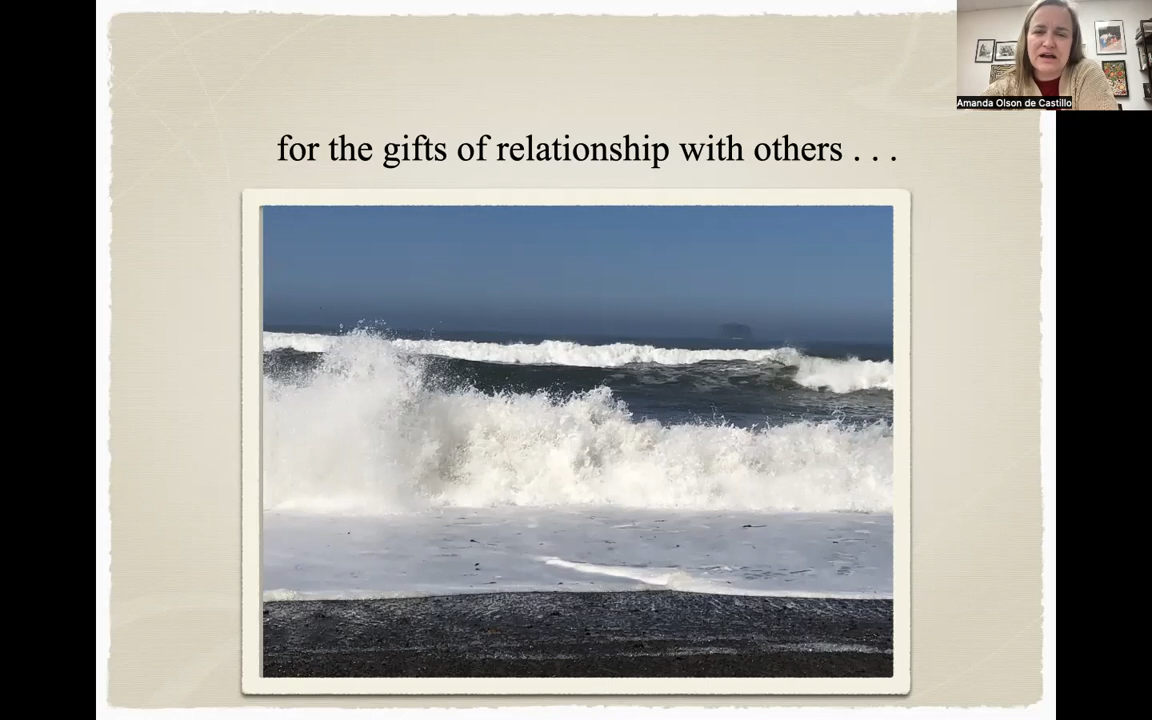 for the gifts of relationship with others . . .
Amanda Olson de Castillo